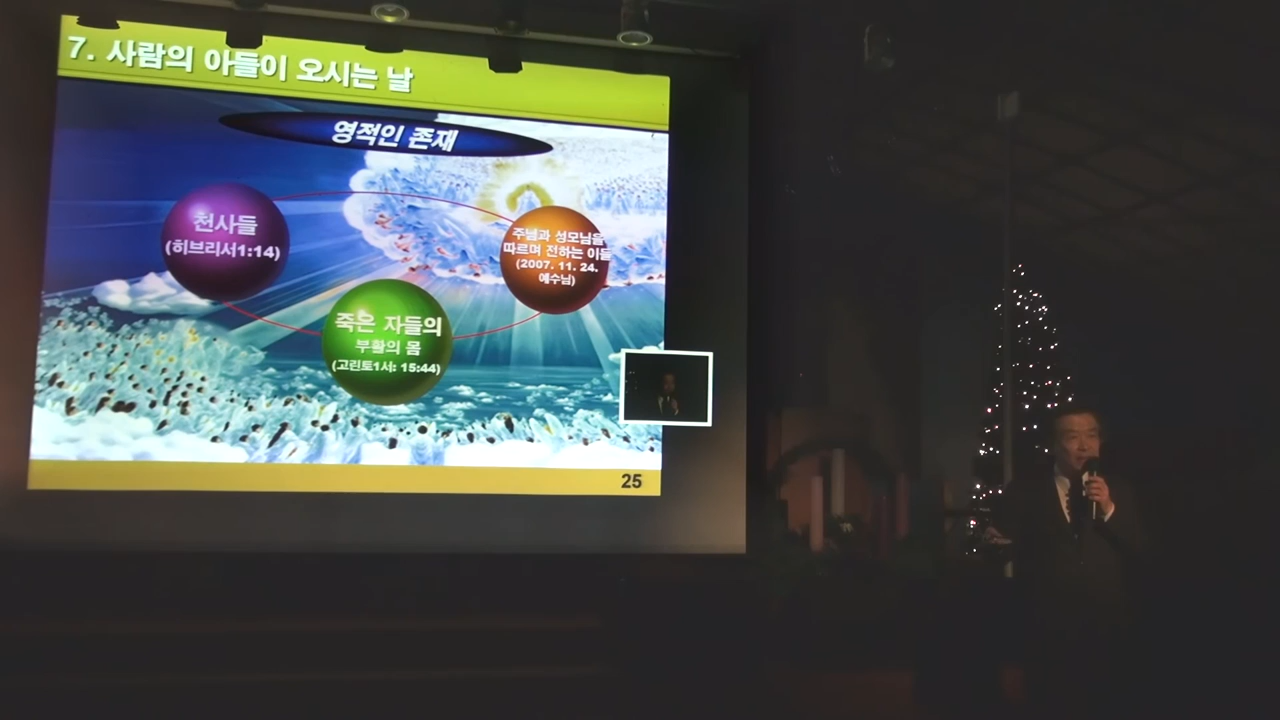 7. 사람의 아들이 오시는 날
영적인 존재
천사들
(히브리서1:14)
주님과 성모님을
따르며 전하는 이들
(2007. 11. 24.
예수님)
죽은 자들의
부활의 몸
(고린토1서: 15:44)
25